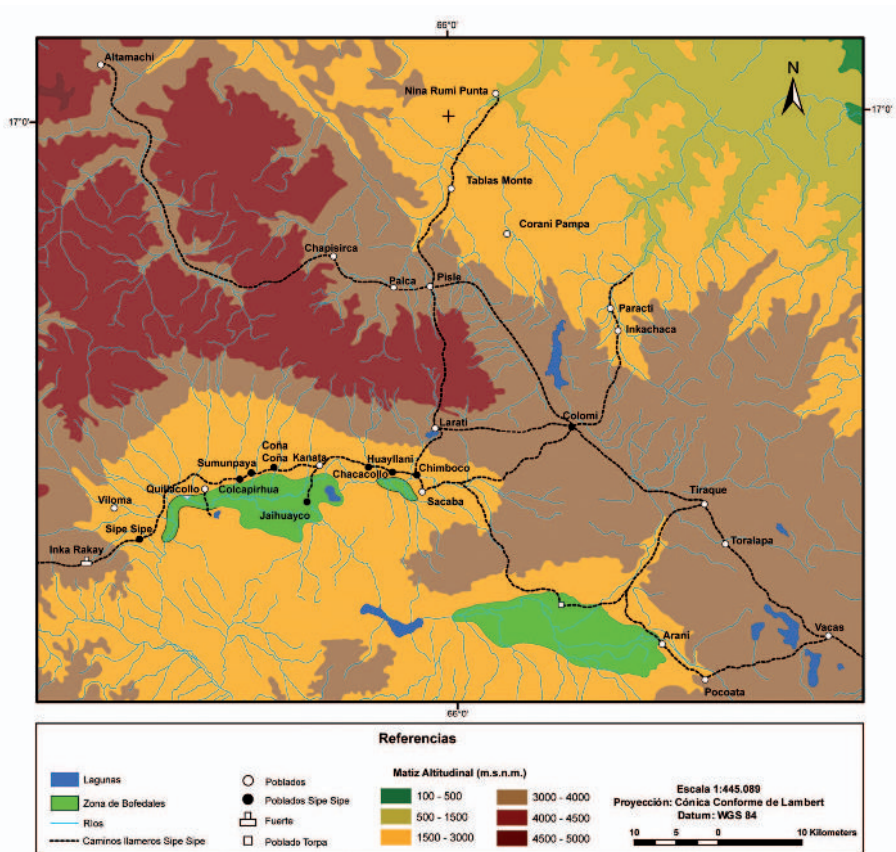 66°0'
Altamachi
Nina Rumi Punta
N
17°0'
17°0'
Tablas Monte
Corani Pampa
Chapisirca
Palca
Pisle
Paracti
Inkachaca
Larati
Colomi
Coña
Coña
Kanata
Huayllani
Sumunpaya
Chacacollo
Chimboco
Quillacollo
Colcapirhua
Sacaba
Viloma
Jaihuayco
Tiraque
Sipe Sipe
Toralapa
Inka Rakay
Vacas
Arani
Pocoata
66°0'
Referencias
Lagunas
Zona de Bofedales
Ríos
Caminos llameros Sipe Sipe
Poblados
Poblados Sipe Sipe
Fuerte
Poblado Torpa
Matiz Altitudinal (m.s.n.m.)
100 - 500
500 - 1500
1500 - 3000
3000 - 4000
4000 - 4500
4500 - 5000
Escala 1:445.089
Proyección: Cónica Conforme de Lambert
Datum: WGS 84
10 5 0 10 Kilometers